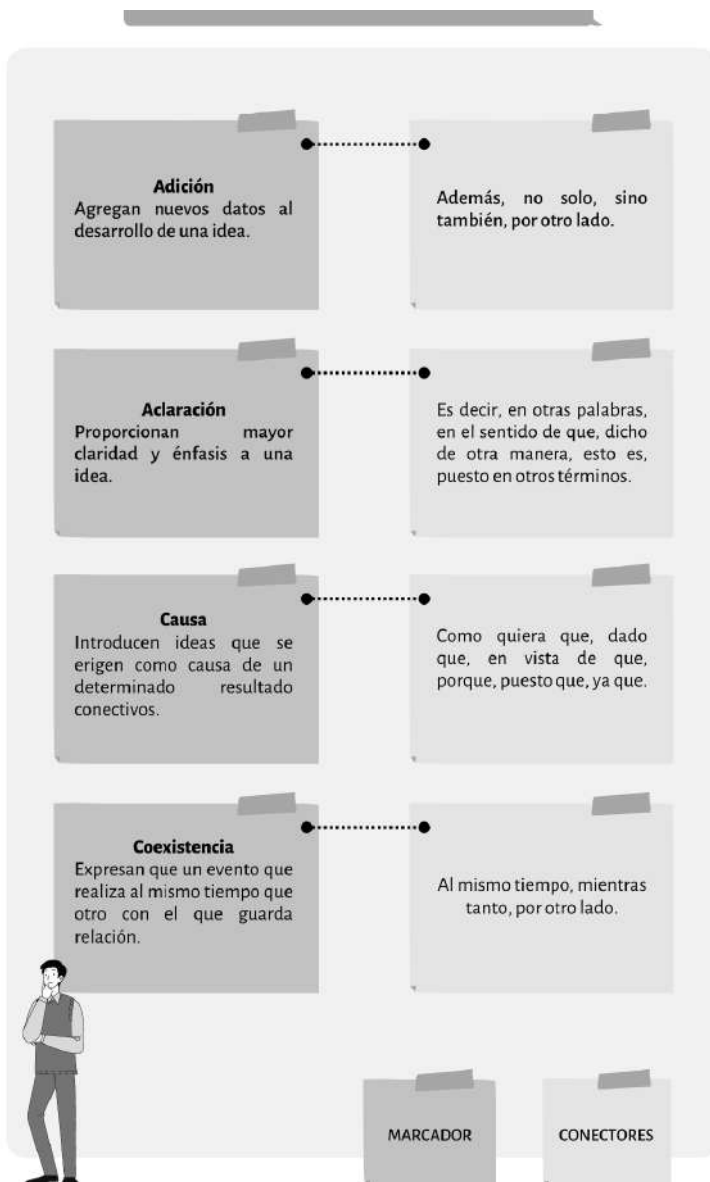 Adición
Agregan nuevos datos al
desarrollo de una idea.
Además, no solo, sino
también, por otro lado.
Aclaración
Proporcionan mayor
claridad y énfasis a una
idea.
Es decir, en otras palabras,
en el sentido de que, dicho
de otra manera, esto es,
puesto en otros términos.
Causa
Introducen ideas que se
erigen como causa de un
determinado resultado
conectivos.
Como quiera que, dado
que, en vista de que,
porque, puesto que, ya que.
Coexistencia
Expresan que un evento que
realiza al mismo tiempo que
otro con el que guarda
relación.
Al mismo tiempo, mientras
tanto, por otro lado.
MARCADOR
CONECTORES